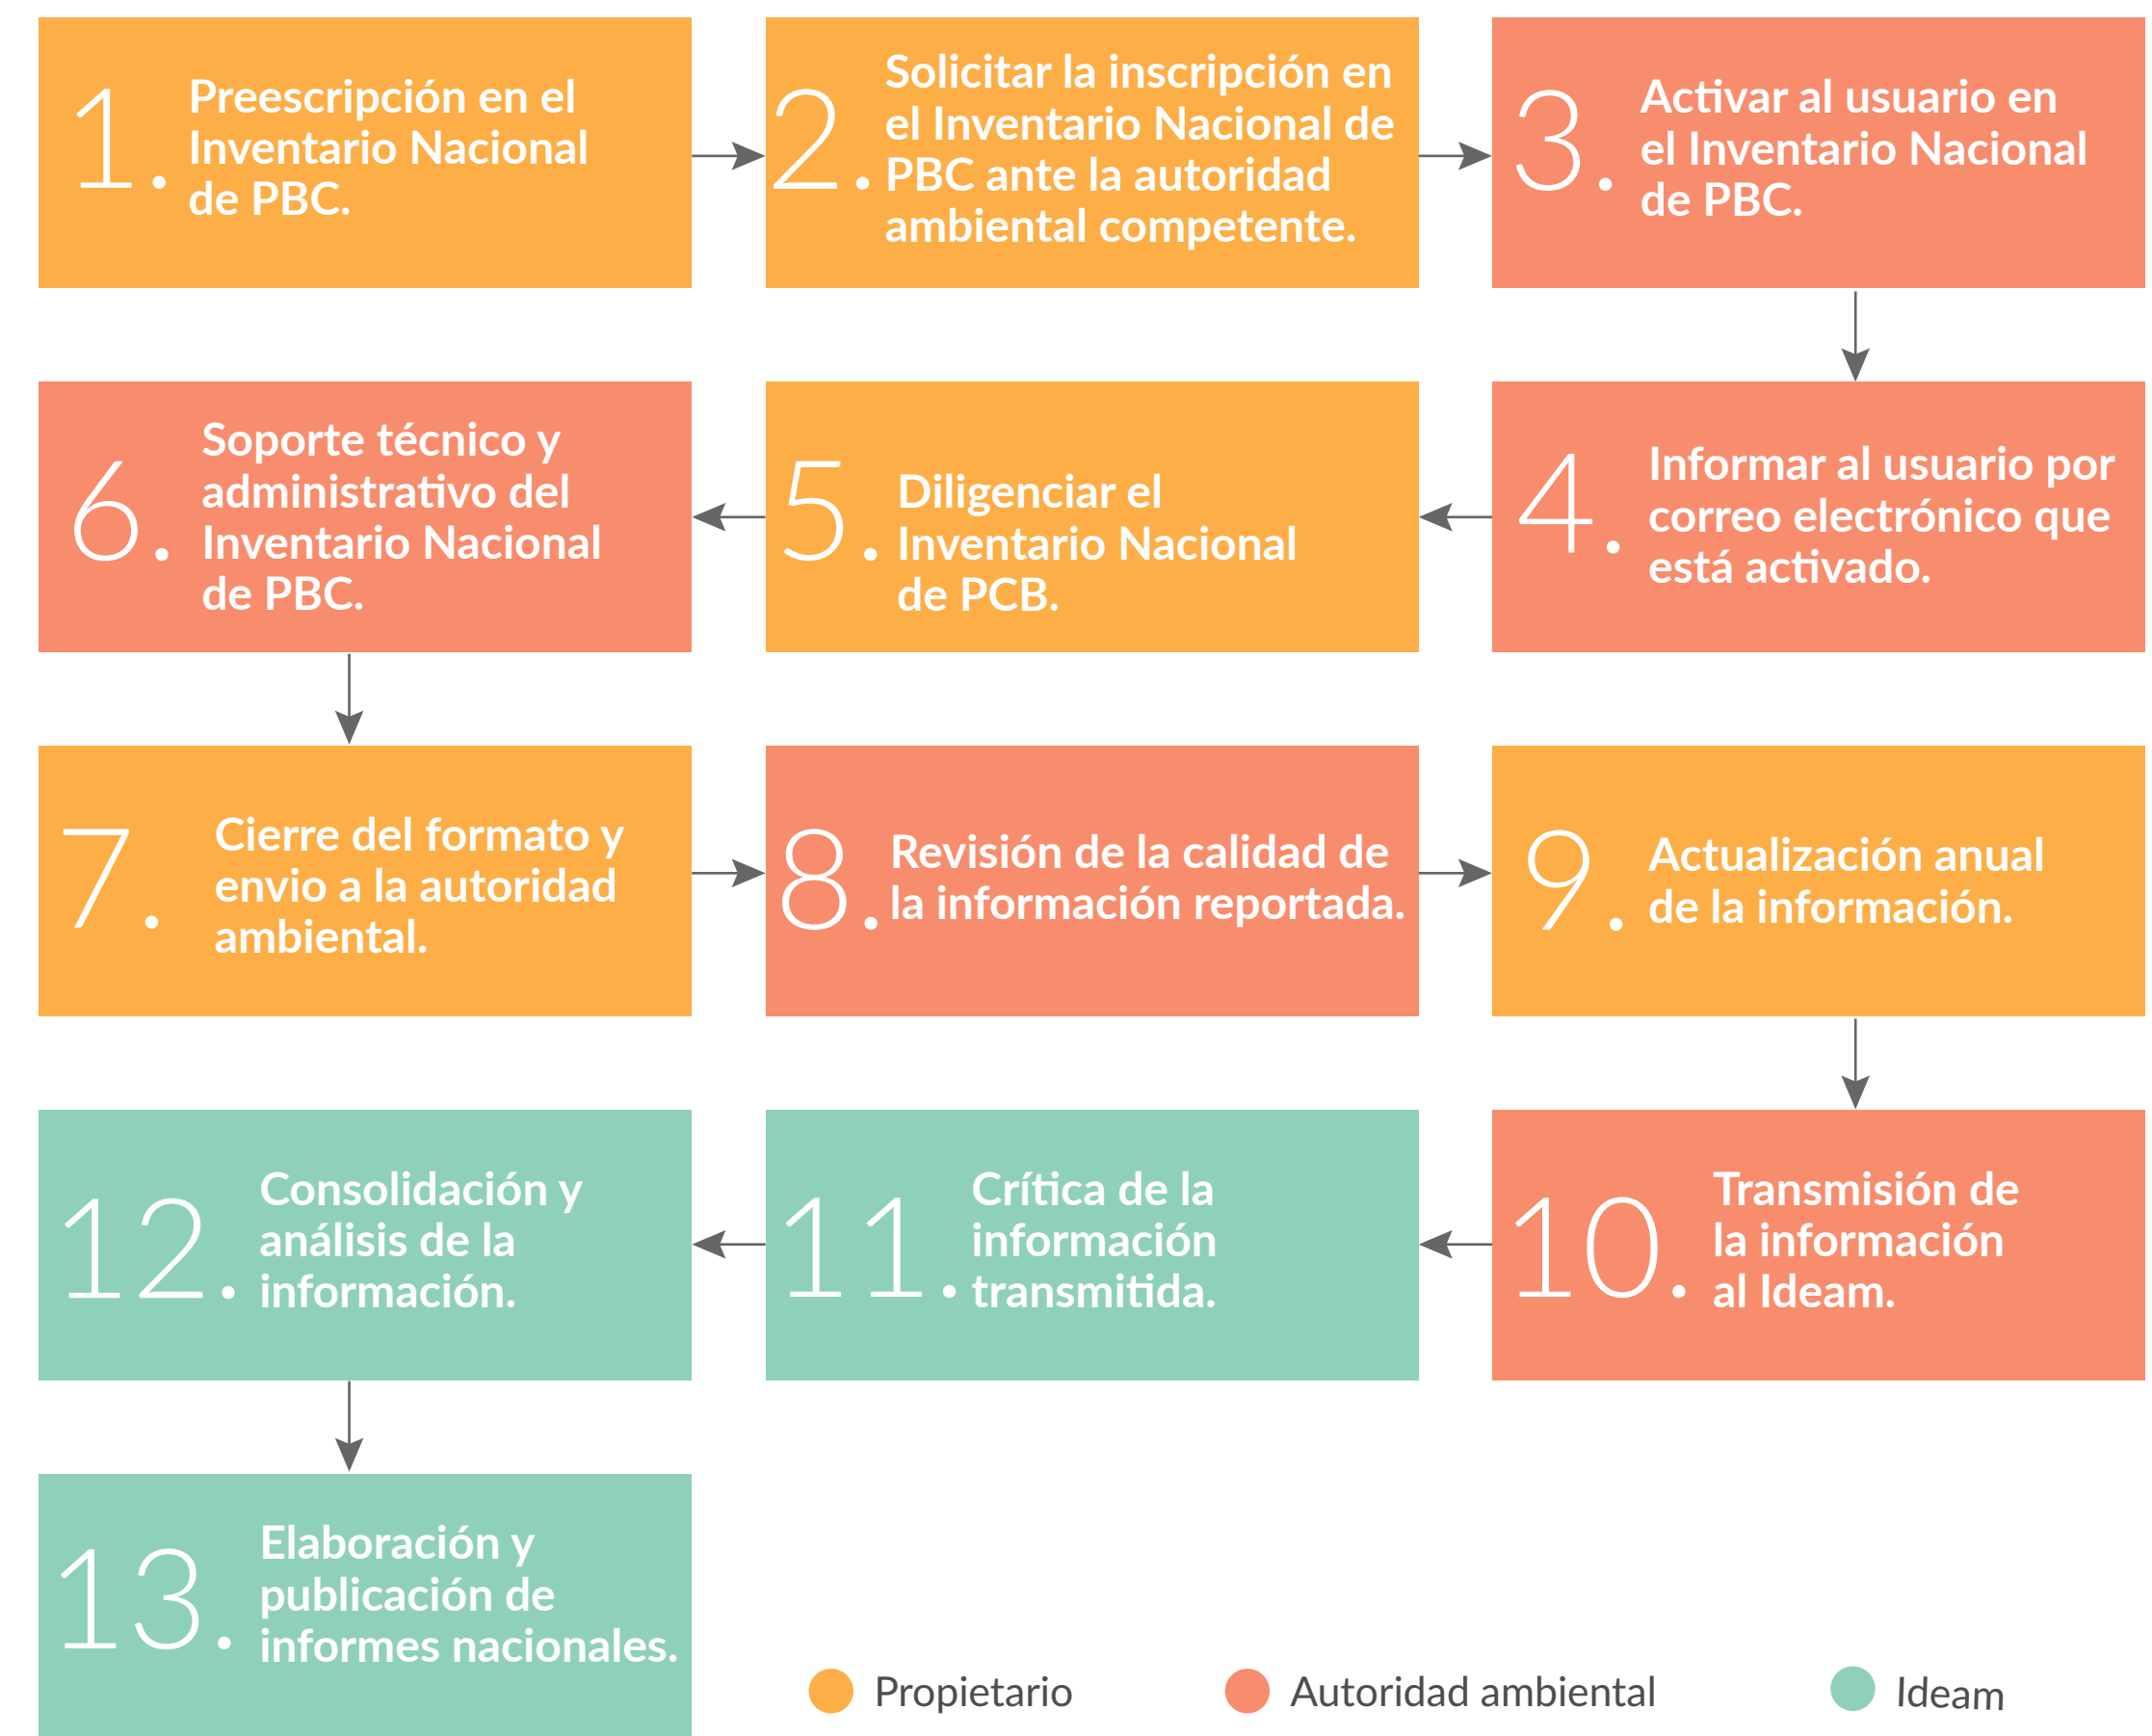 1.
Preescripción en el
Inventario Nacional
de PBC.
2.
Solicitar la inscripción en
el Inventario Nacional de
PBC ante la autoridad
ambiental competente.
3.
Activar al usuario en
el Inventario Nacional
de PBC.
4.
Informar al usuario por
correo electrónico que
está activado.
5.
Diligenciar el
Inventario Nacional
de PCB.
6.
Soporte técnico y
administrativo del
Inventario Nacional
de PBC.
7.
Cierre del formato y
envio a la autoridad
ambiental.
8.
Revisión de la calidad de
la información reportada.
9.
Actualización anual
de la información.
10.
Transmisión de
la información
al Ideam.
11.
Crítica de la
información
transmitida.
12.
Consolidación y
análisis de la
información.
13.
Elaboración y
publicación de
informes nacionales.
Propietario
Autoridad ambiental
Ideam